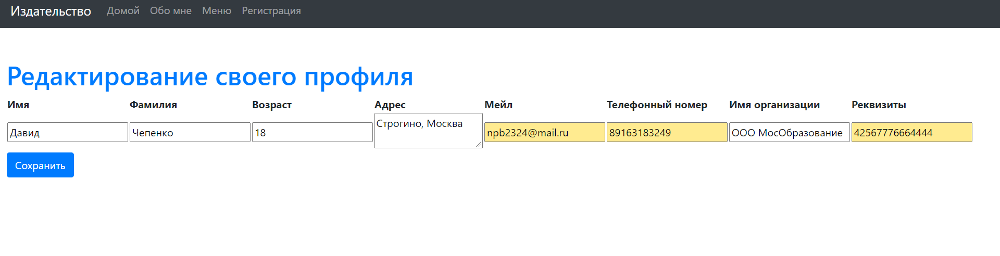 Издательство Домой Обо мне Меню Регистрация
Редактирование своего профиля
Имя Фамилия Возраст Адрес Мейл Телефонный номер Имя организации Реквизиты
Давид Чепенко 18 Строгино, Москва npb2324@mail.ru 89163183249 ООО МосОбразование 42567776664444
Сохранить